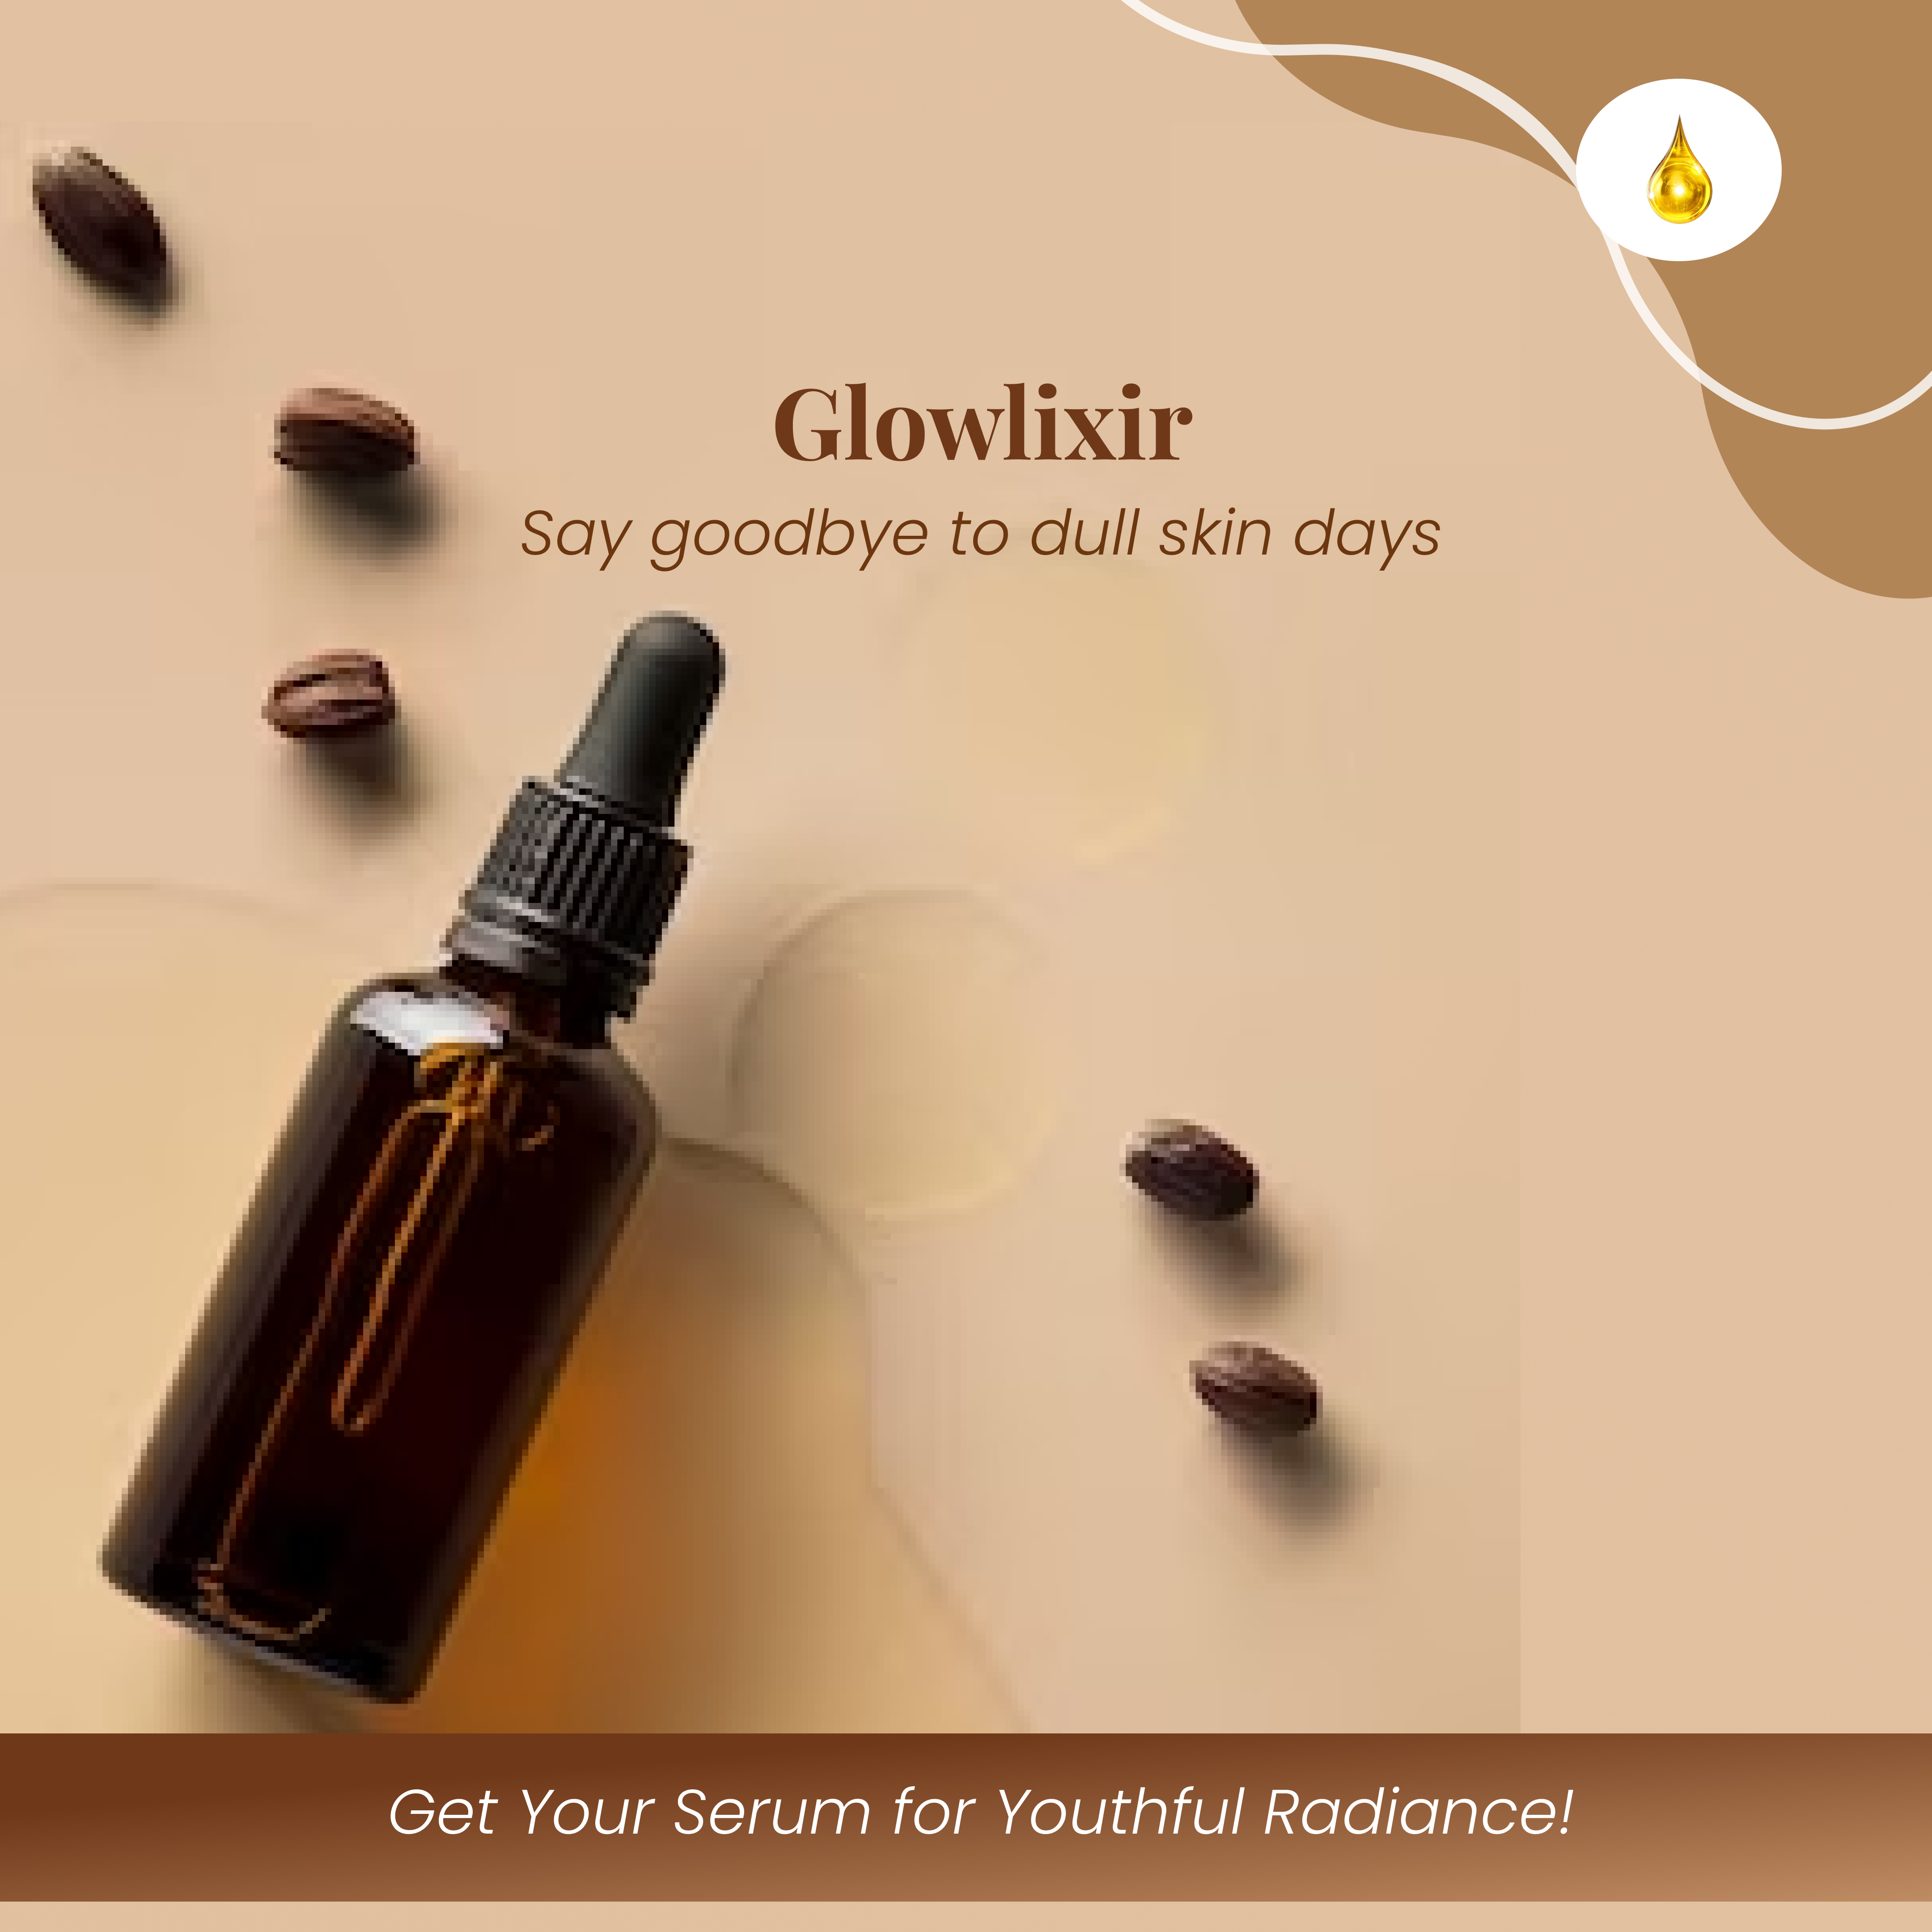 Glowlixir
Say goodbye to dull skin days
Get Your Serum for Youthful Radiance!